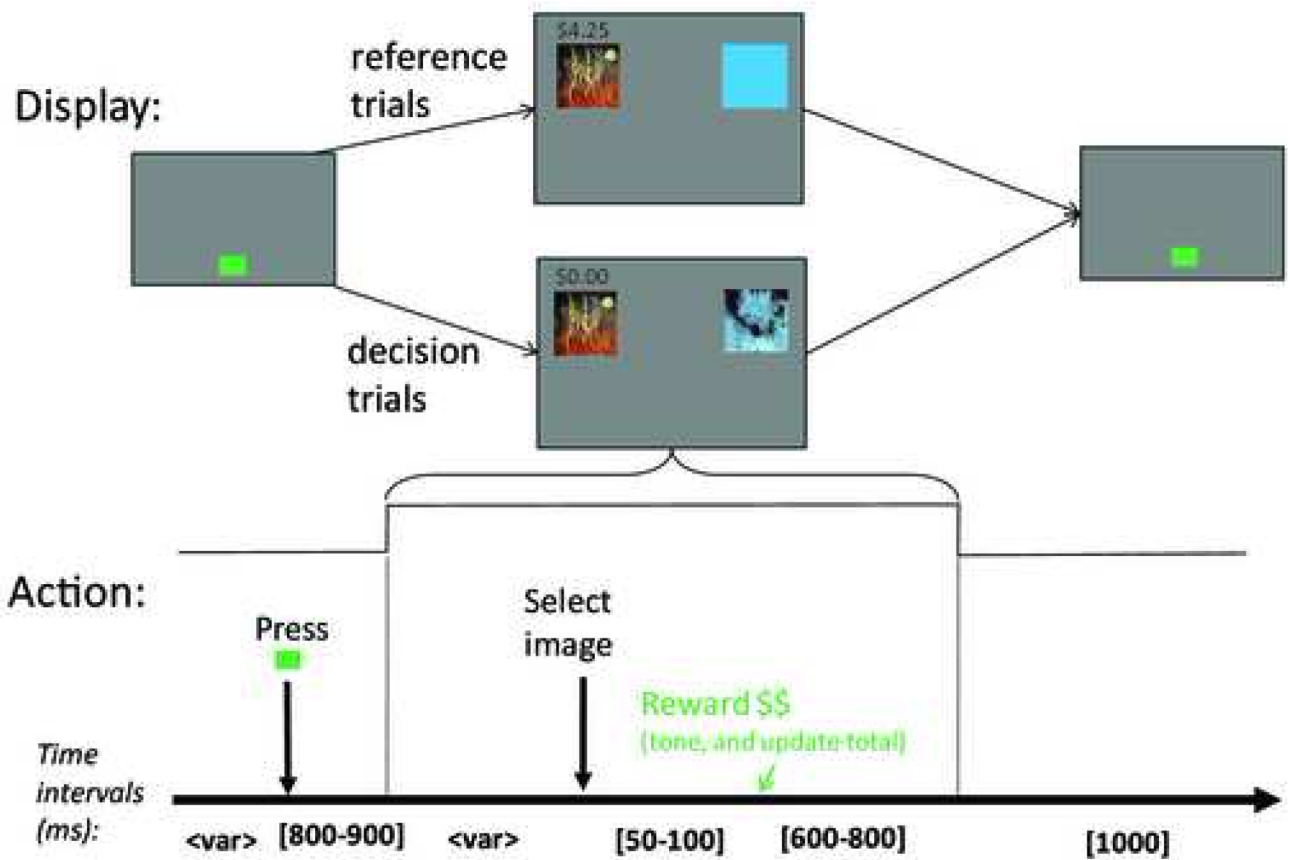 $4.25
reference
trials
Display:
$0.00
decision
trials
Action:
Select
image
Press
Reward $$
(tone, and update total)
Time
intervals
(ms):
<var> [800-900] <var> [50-100] [600-800] [1000]